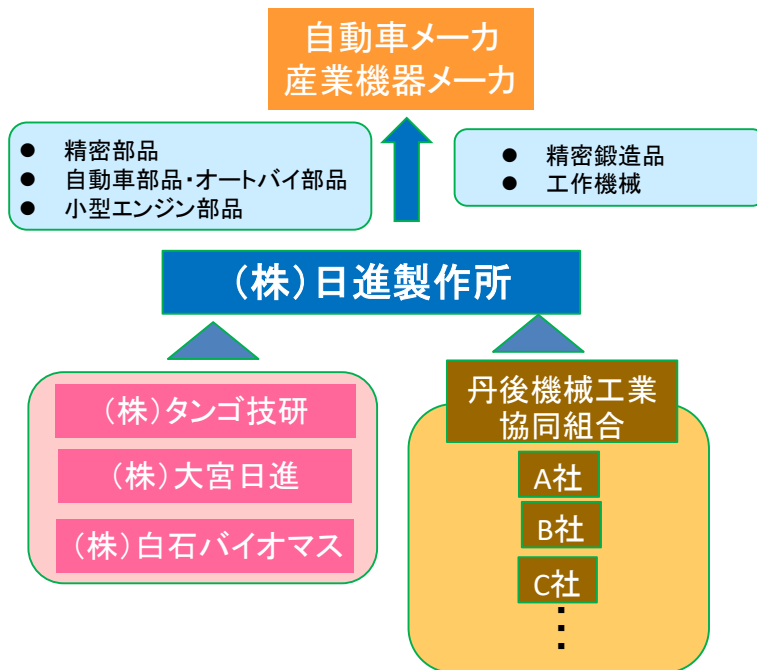 自動車メーカ
産業機器メーカ
● 精密部品
● 自動車部品・オートバイ部品
● 小型エンジン部品
● 精密鍛造品
● 工作機械
（株）日進製作所
（株）タンゴ技研
（株）大宮日進
（株）白石バイオマス
丹後機械工業
協同組合
A社
B社
C社
⋮